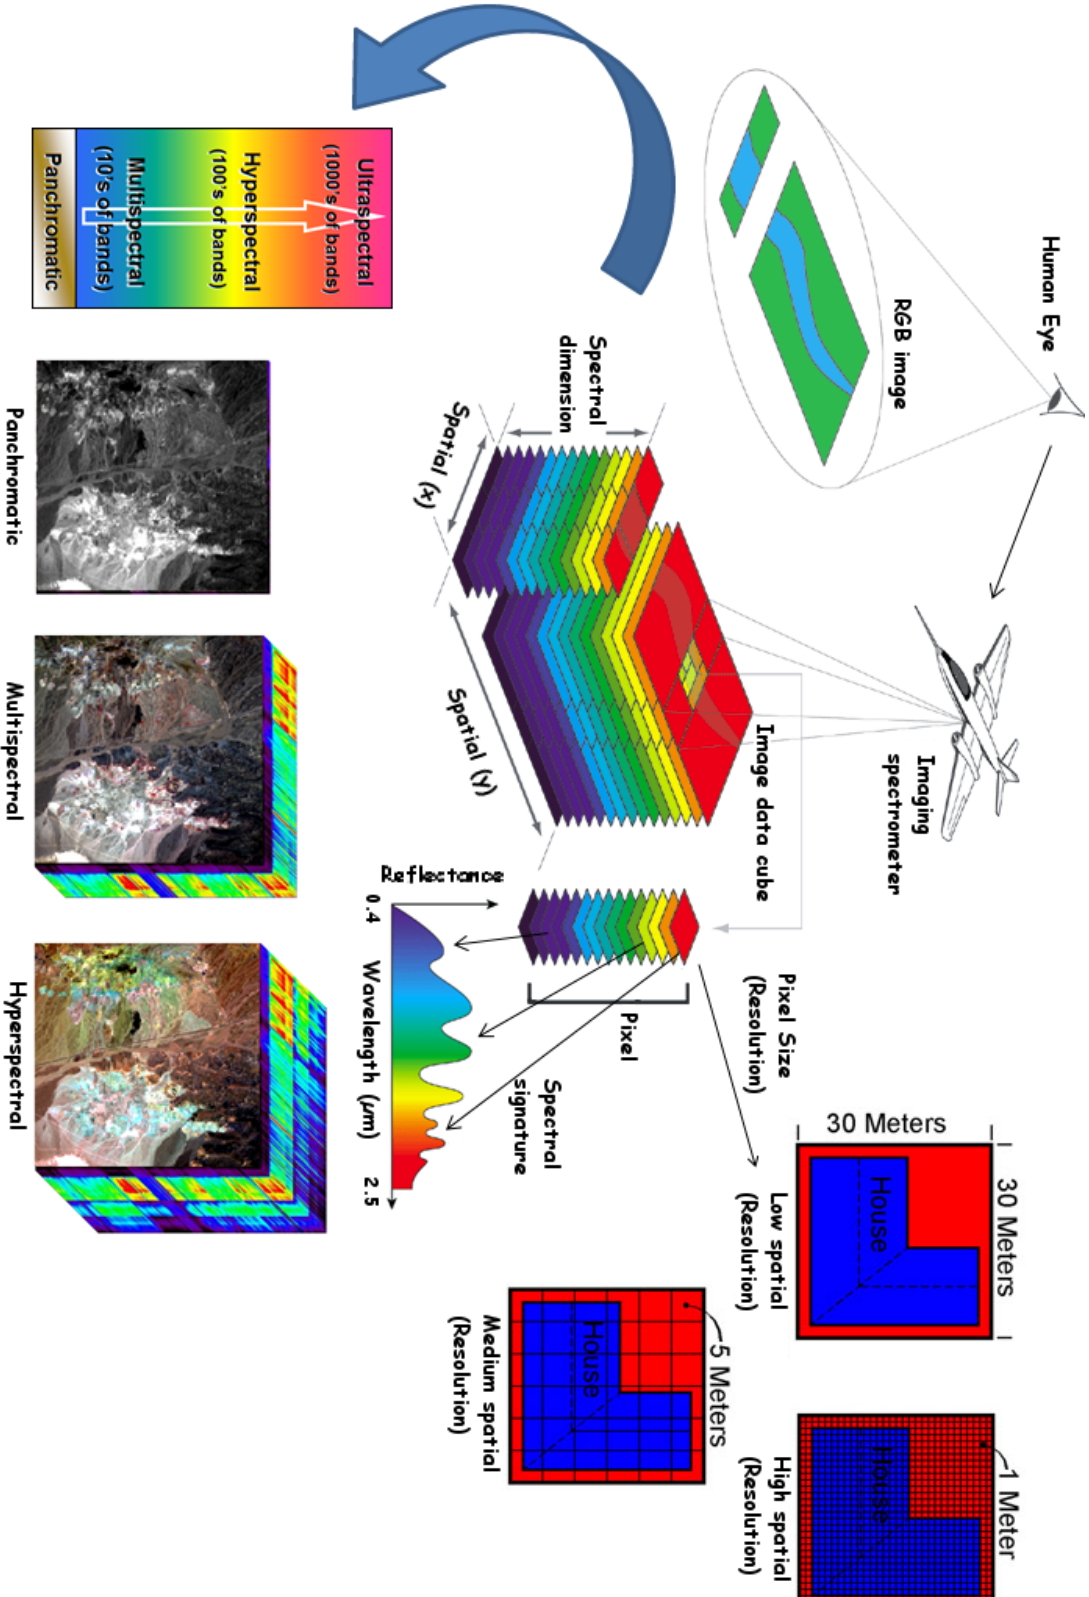 Human Eye
RGB image
Imaging
spectrometer
Image data cube
Spectral
dimension
Spatial (x)
Spatial (y)
Pixel Size
(Resolution)
Pixel
Reflectance
0.4
Wavelength (μm)
2.5
Spectral
signature
30 Meters
30 Meters
House
Low spatial
(Resolution)
5 Meters
House
Medium spatial
(Resolution)
1 Meter
House
High spatial
(Resolution)
Ultraspectral
(1000's of bands)
Hyperspectral
(100's of bands)
Multispectral
(10's of bands)
Panchromatic
Panchromatic
Multispectral
Hyperspectral